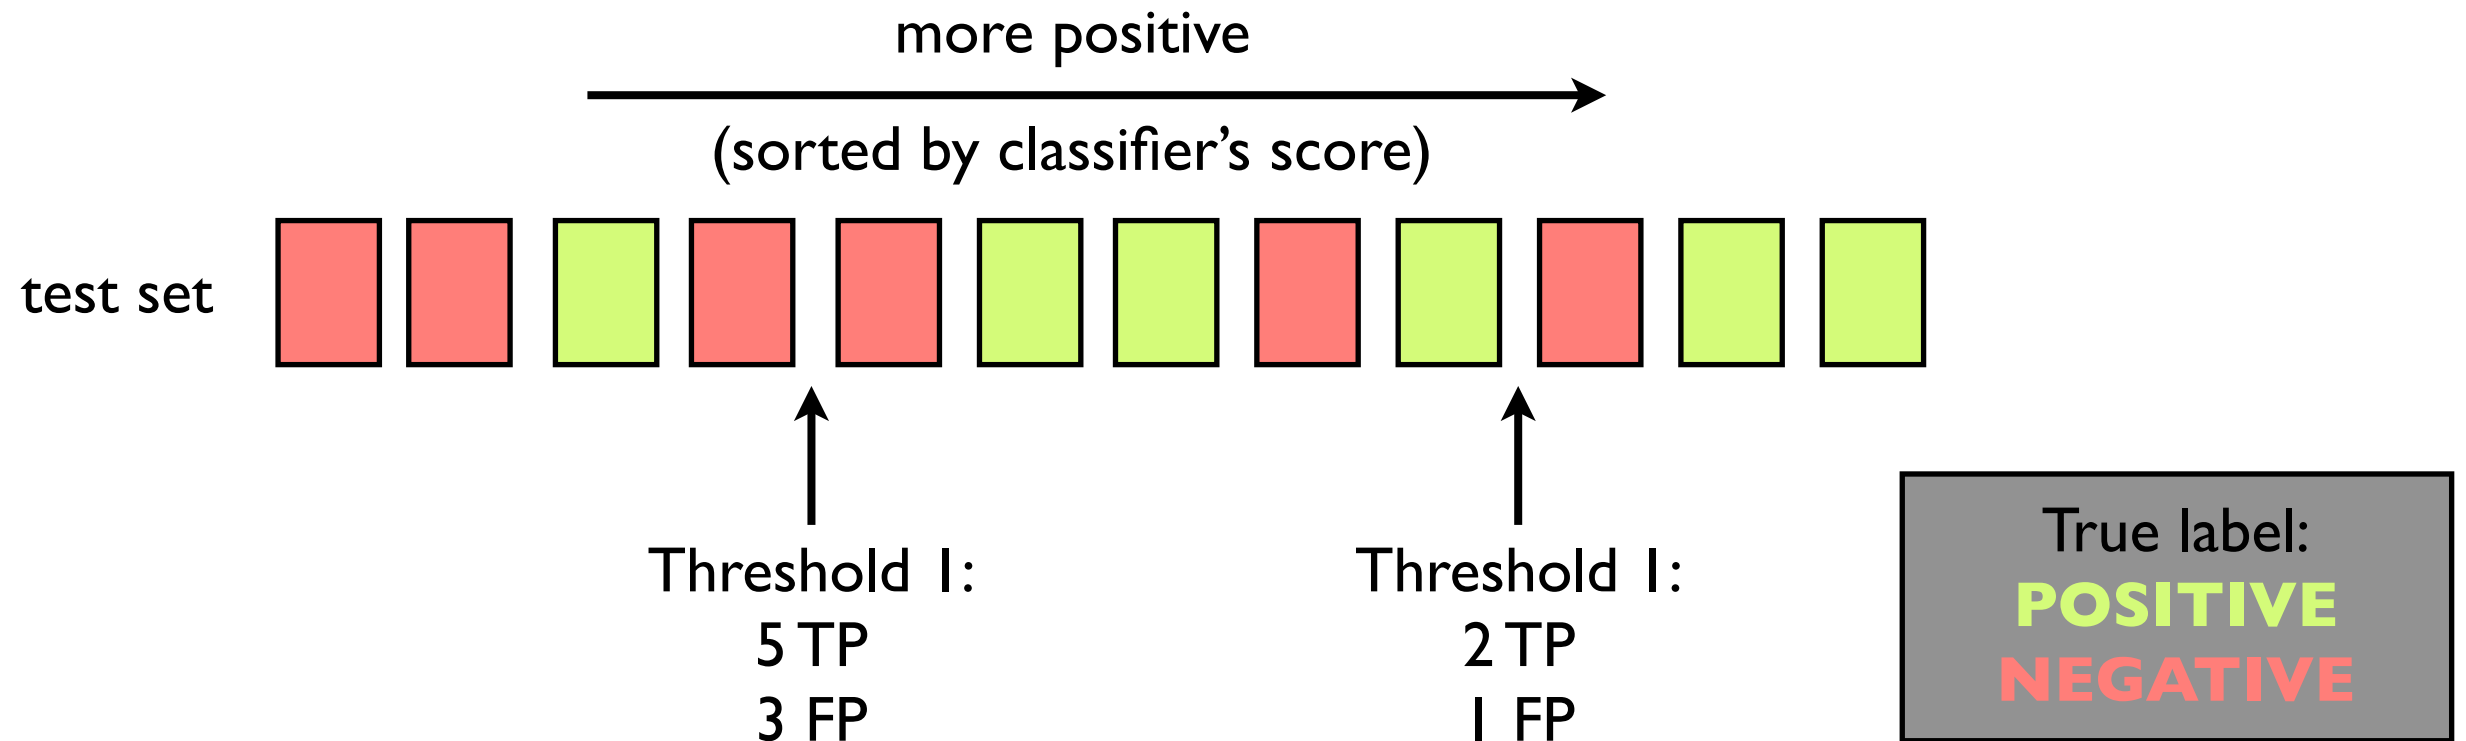 more positive
(sorted by classifier’s score)
test set
Threshold 1:
5 TP
3 FP
Threshold 1:
2 TP
1 FP
True label:
POSITIVE
NEGATIVE